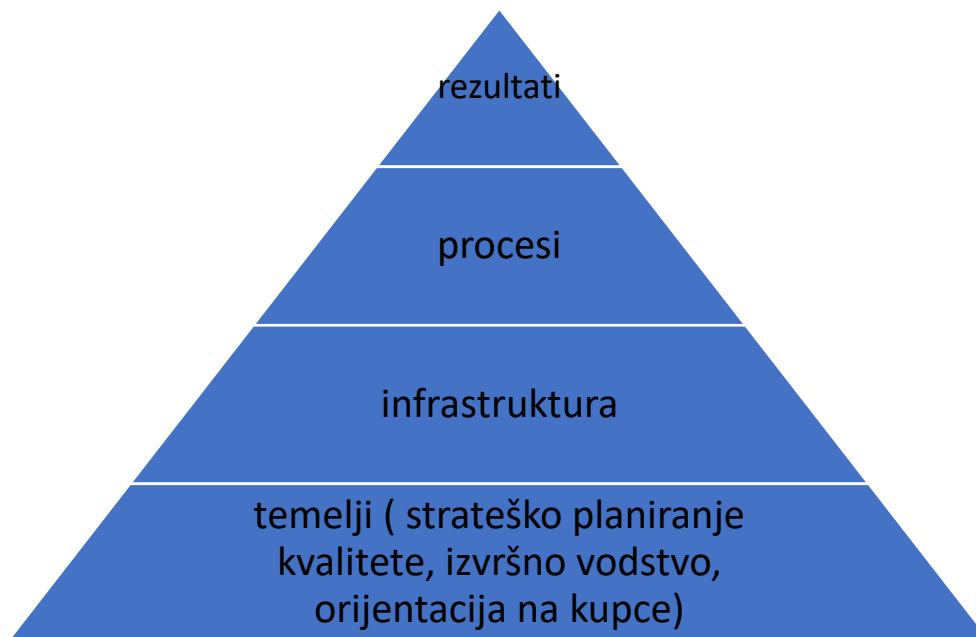 rezultati
procesi
infrastruktura
temelji ( strateško planiranje
kvalitete, izvršno vodstvo,
orijentacija na kupce)